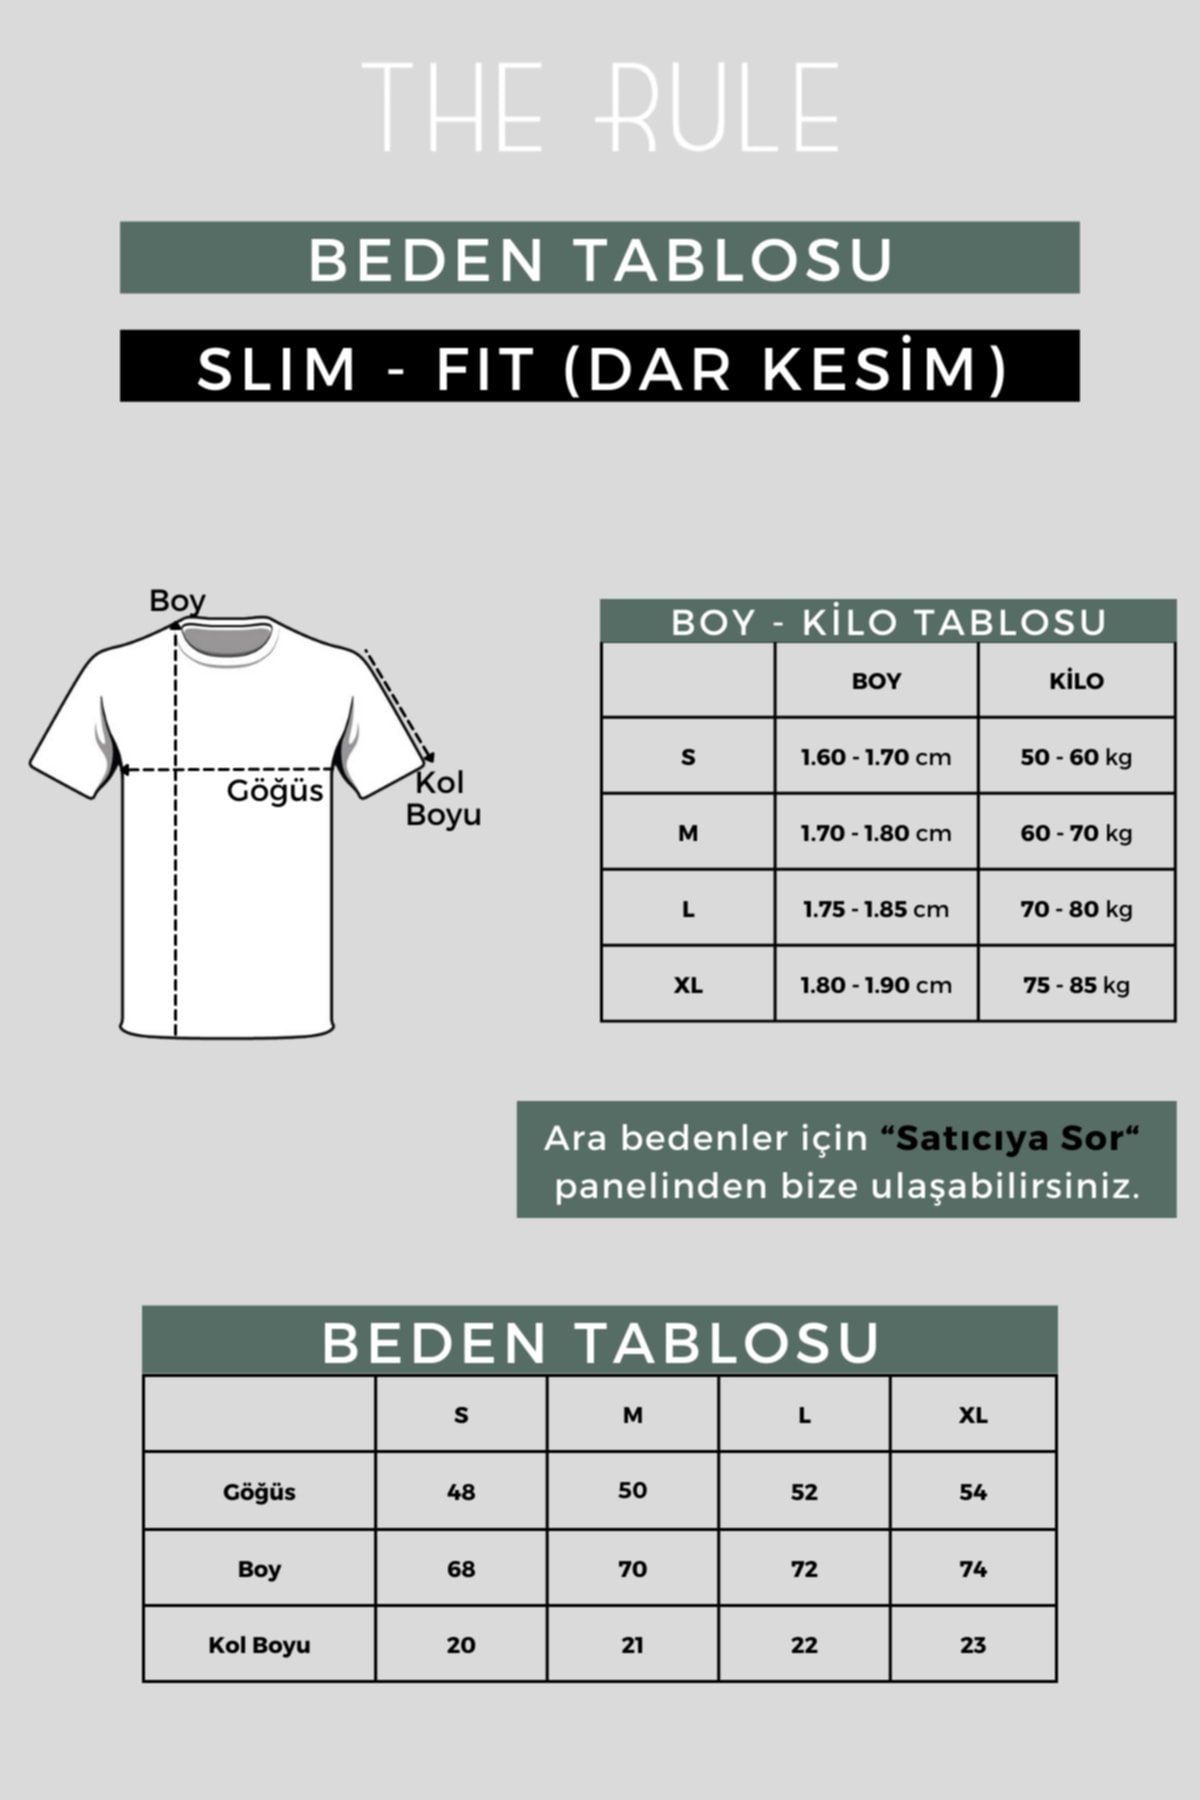 THE RULE
BEDEN TABLOSU
SLIM - FIT (DAR KESİM)
Boy
Göğüs
Kol
Boyu
BOY - KİLO TABLOSU
BOY KİLO
S 1.60 - 1.70 cm 50 - 60 kg
M 1.70 - 1.80 cm 60 - 70 kg
L 1.75 - 1.85 cm 70 - 80 kg
XL 1.80 - 1.90 cm 75 - 85 kg
Ara bedenler için “Satıcıya Sor“
panelinden bize ulaşabilirsiniz.
BEDEN TABLOSU
S M L XL
Göğüs 48 50 52 54
Boy 68 70 72 74
Kol Boyu 20 21 22 23